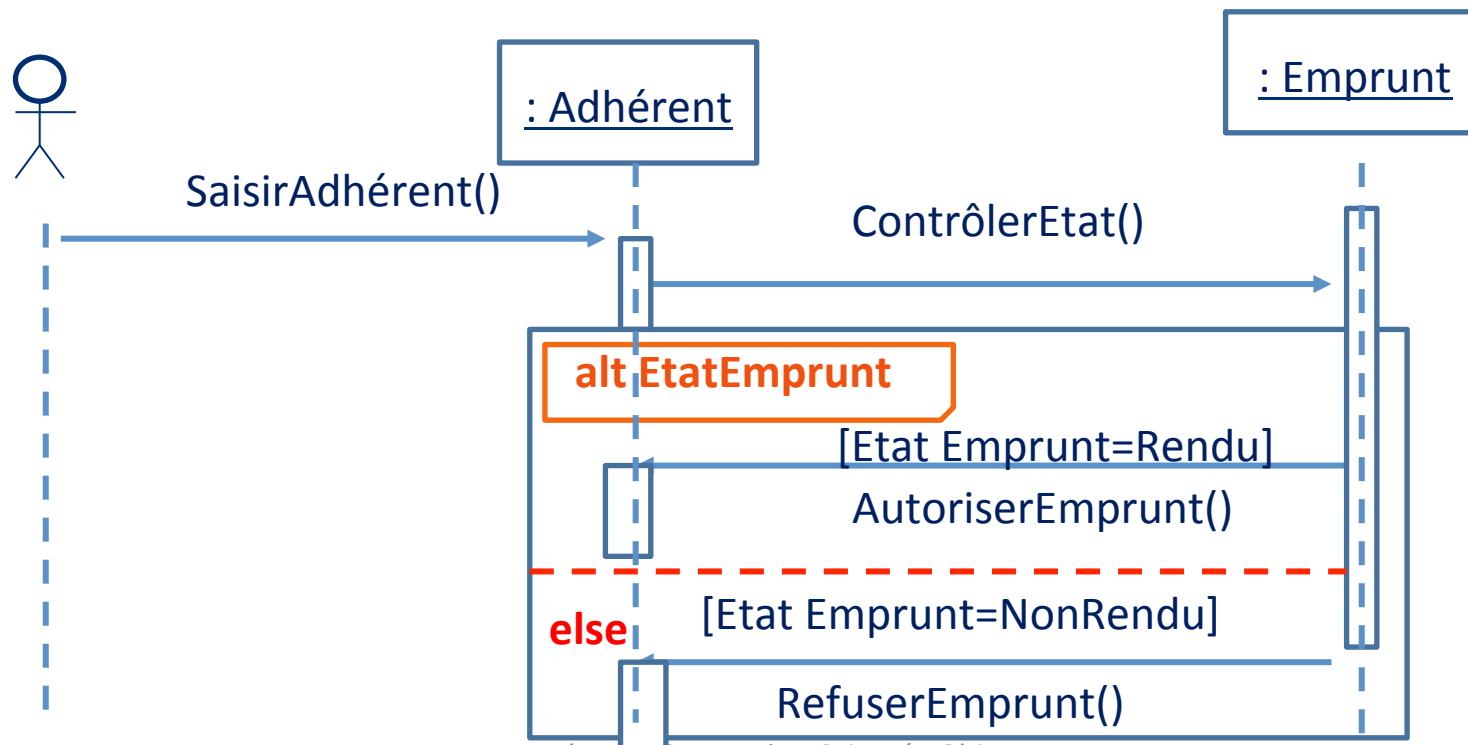 : Adhérent
: Emprunt
SaisirAdhérent()
ContrôlerEtat()
alt EtatEmprunt
[Etat Emprunt=Rendu]
AutoriserEmprunt()
else
[Etat Emprunt=NonRendu]
RefuserEmprunt()